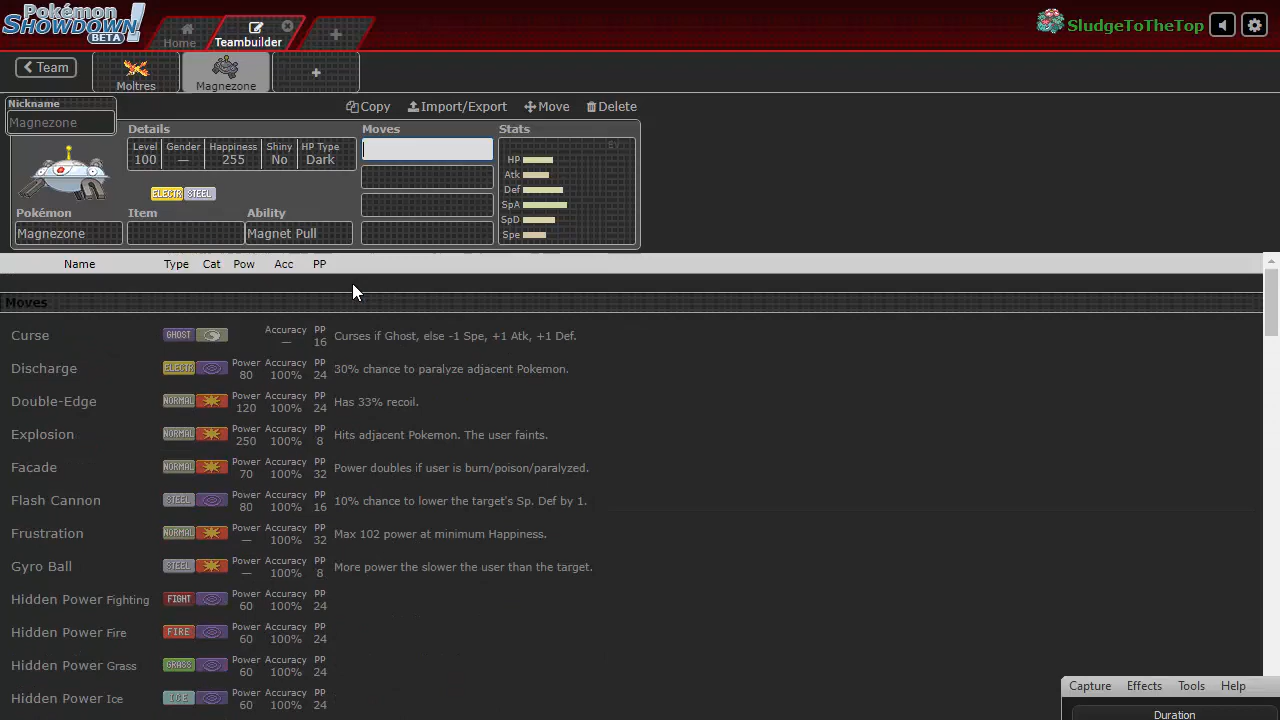 Pokémon
SHOWDOWN!
BETA
Home
Teambuilder
SludgeToTheTop
Team
Moltres
Magnezone
Nickname
Magnezone
Copy
Import/Export
Move
Delete
Details
Moves
Stats
Level Gender Happiness Shiny HP Type
100 — 255 No Dark
EV
HP
Atk
Def
SpA
SpD
Spe
ELECTR STEEL
Pokémon Item Ability
Magnezone Magnet Pull
Name Type Cat Pow Acc PP
Moves
Curse GHOST Accuracy — PP 16 Curses if Ghost, else -1 Spe, +1 Atk, +1 Def.
Discharge ELECTR Power 80 Accuracy 100% PP 24 30% chance to paralyze adjacent Pokemon.
Double-Edge NORMAL Power 120 Accuracy 100% PP 24 Has 33% recoil.
Explosion NORMAL Power 250 Accuracy 100% PP 8 Hits adjacent Pokemon. The user faints.
Facade NORMAL Power 70 Accuracy 100% PP 32 Power doubles if user is burn/poison/paralyzed.
Flash Cannon STEEL Power 80 Accuracy 100% PP 16 10% chance to lower the target's Sp. Def by 1.
Frustration NORMAL Power — Accuracy 100% PP 32 Max 102 power at minimum Happiness.
Gyro Ball STEEL Power — Accuracy 100% PP 8 More power the slower the user than the target.
Hidden Power Fighting FIGHT Power 60 Accuracy 100% PP 24
Hidden Power Fire FIRE Power 60 Accuracy 100% PP 24
Hidden Power Grass GRASS Power 60 Accuracy 100% PP 24
Hidden Power Ice ICE Power 60 Accuracy 100% PP 24
Capture Effects Tools Help
Duration